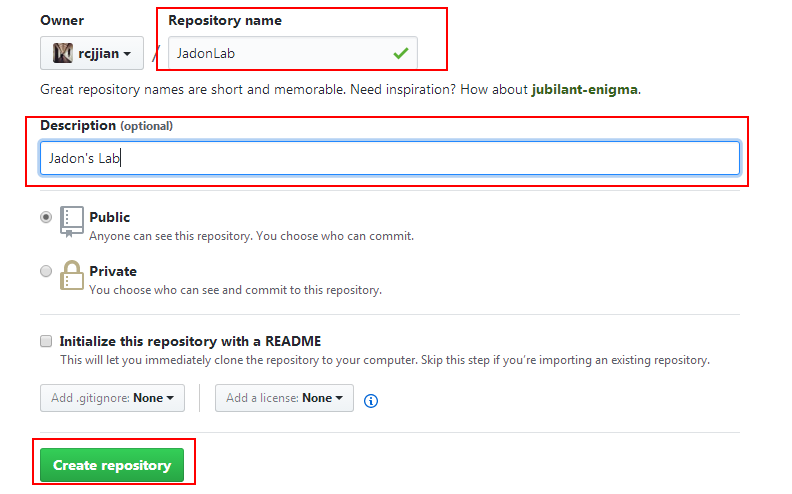 Owner
Repository name
rcjjian / JadonLab
Great repository names are short and memorable. Need inspiration? How about jubilant-enigma.
Description (optional)
Jadon's Lab
Public
Anyone can see this repository. You choose who can commit.
Private
You choose who can see and commit to this repository.
Initialize this repository with a README
This will let you immediately clone the repository to your computer. Skip this step if you’re importing an existing repository.
Add .gitignore: None
Add a license: None
Create repository